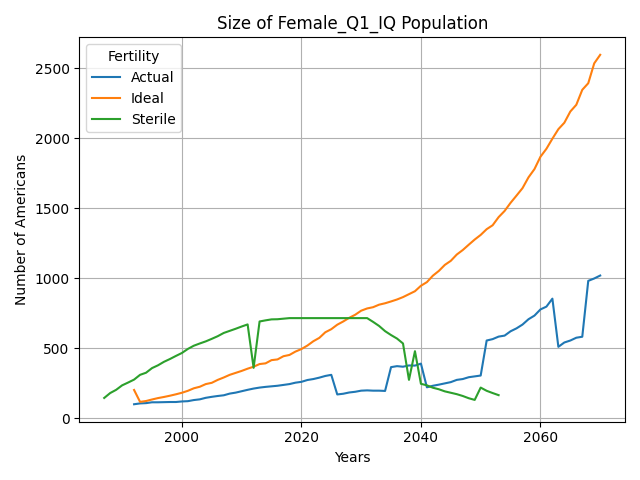 Size of Female_Q1_IQ Population
Fertility
Actual
Ideal
Sterile
Number of Americans
2500
2000
1500
1000
500
0
2000
2020
2040
2060
Years